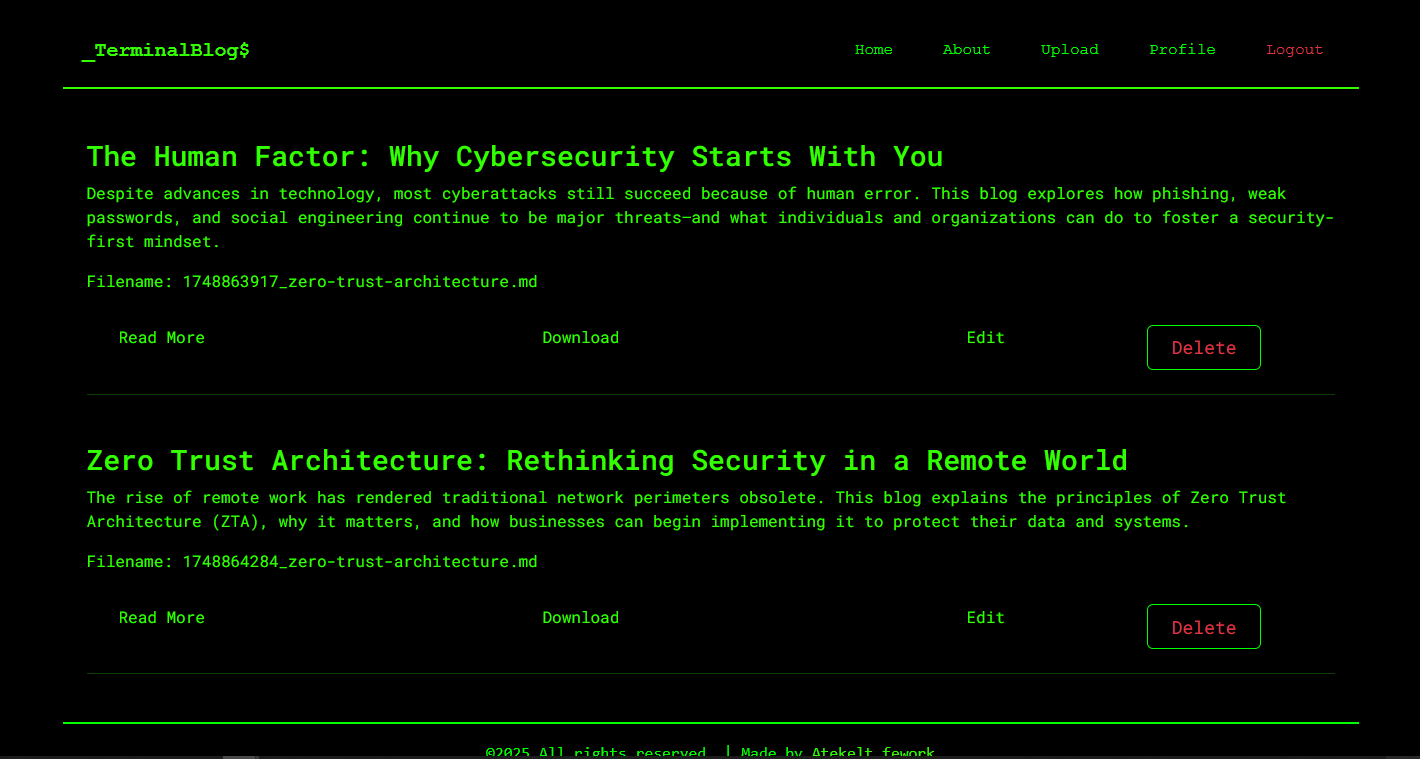 _TerminalBlog$
Home About Upload Profile Logout
The Human Factor: Why Cybersecurity Starts With You
Despite advances in technology, most cyberattacks still succeed because of human error. This blog explores how phishing, weak
passwords, and social engineering continue to be major threats—and what individuals and organizations can do to foster a security-
first mindset.
Filename: 1748863917_zero-trust-architecture.md
Read More Download Edit Delete
Zero Trust Architecture: Rethinking Security in a Remote World
The rise of remote work has rendered traditional network perimeters obsolete. This blog explains the principles of Zero Trust
Architecture (ZTA), why it matters, and how businesses can begin implementing it to protect their data and systems.
Filename: 1748864284_zero-trust-architecture.md
Read More Download Edit Delete
©2025 All rights reserved. | Made by Atekelt fework